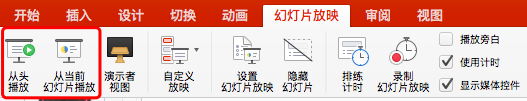 开始 插入 设计 切换 动画 幻灯片放映 审阅 视图
从头
播放
从当前
幻灯片播放
演示者
视图
自定义
放映
设置
幻灯片放映
隐藏
幻灯片
排练
计时
录制
幻灯片放映
播放旁白
使用计时
显示媒体控件